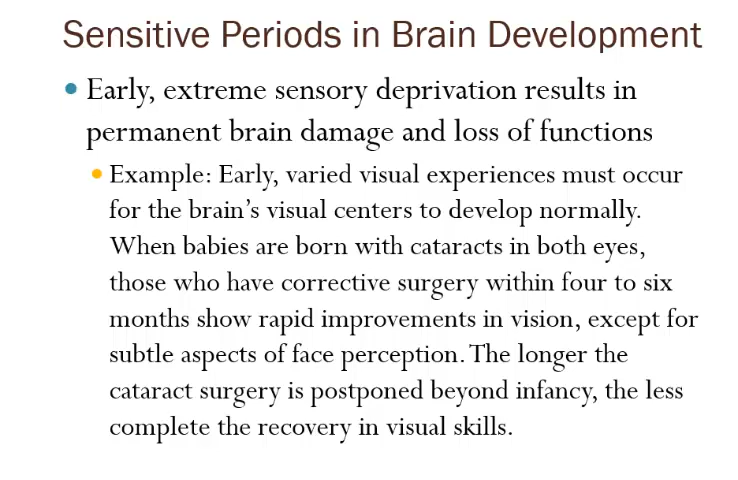 Sensitive Periods in Brain Development
• Early, extreme sensory deprivation results in
permanent brain damage and loss of functions
• Example: Early, varied visual experiences must occur
for the brain's visual centers to develop normally.
When babies are born with cataracts in both eyes,
those who have corrective surgery within four to six
months show rapid improvements in vision, except for
subtle aspects of face perception. The longer the
cataract surgery is postponed beyond infancy, the less
complete the recovery in visual skills.